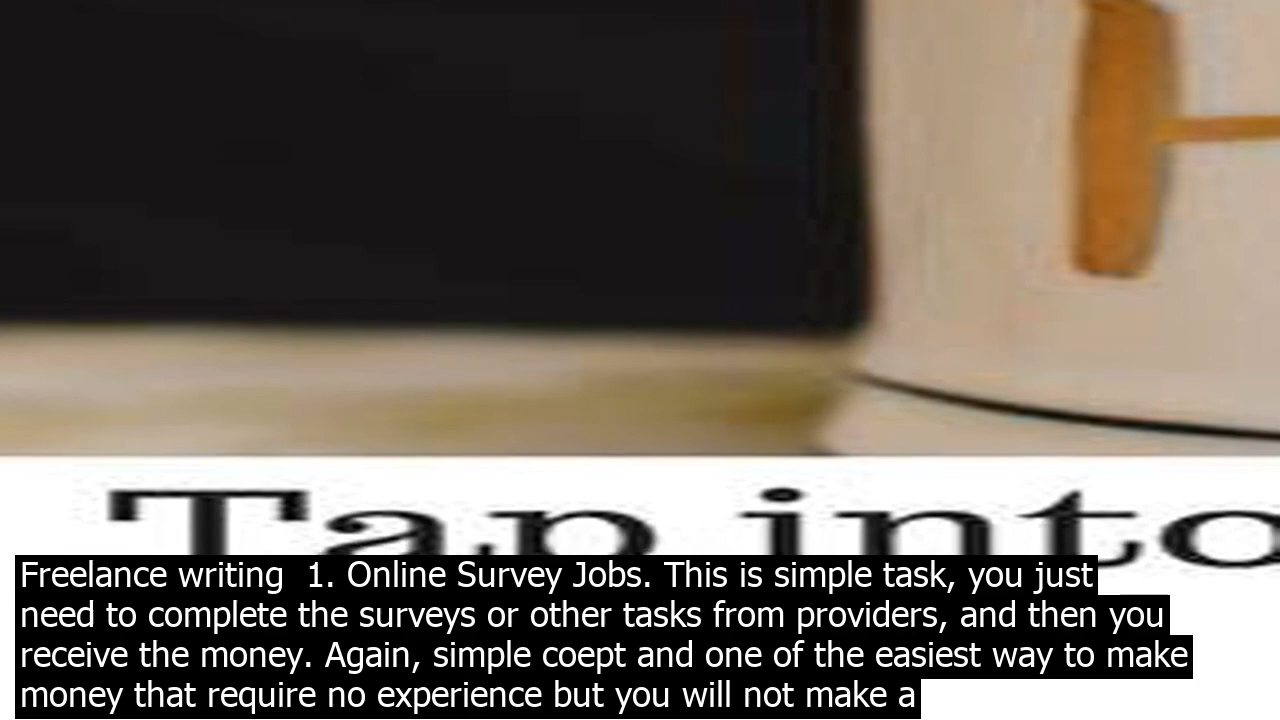 Tap into
Freelance writing  1. Online Survey Jobs. This is simple task, you just
need to complete the surveys or other tasks from providers, and then you
receive the money. Again, simple coept and one of the easiest way to make
money that require no experience but you will not make a